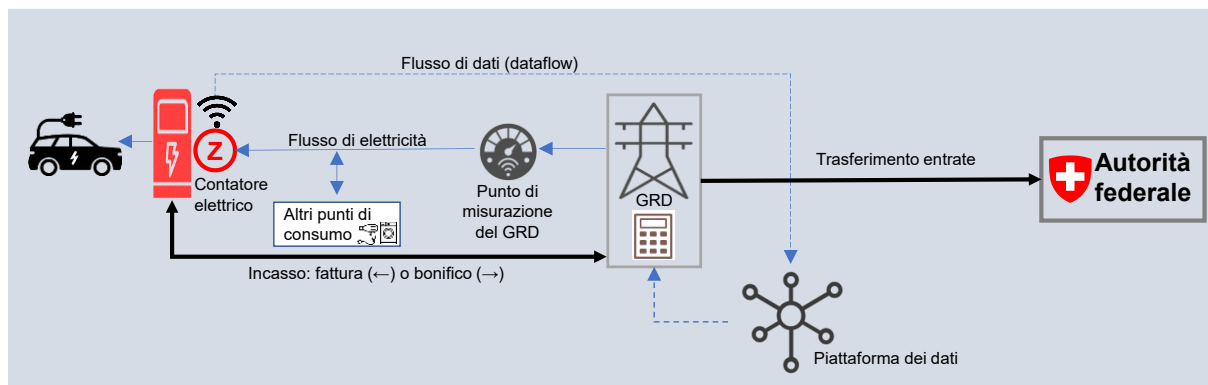 Flusso di dati (dataflow)
Flusso di elettricità
Z
Contatore
elettrico
Altri punti di
consumo
Punto di
misurazione
del GRD
GRD
Trasferimento entrate
Autorità
federale
Incasso: fattura (←) o bonifico (→)
Piattaforma dei dati